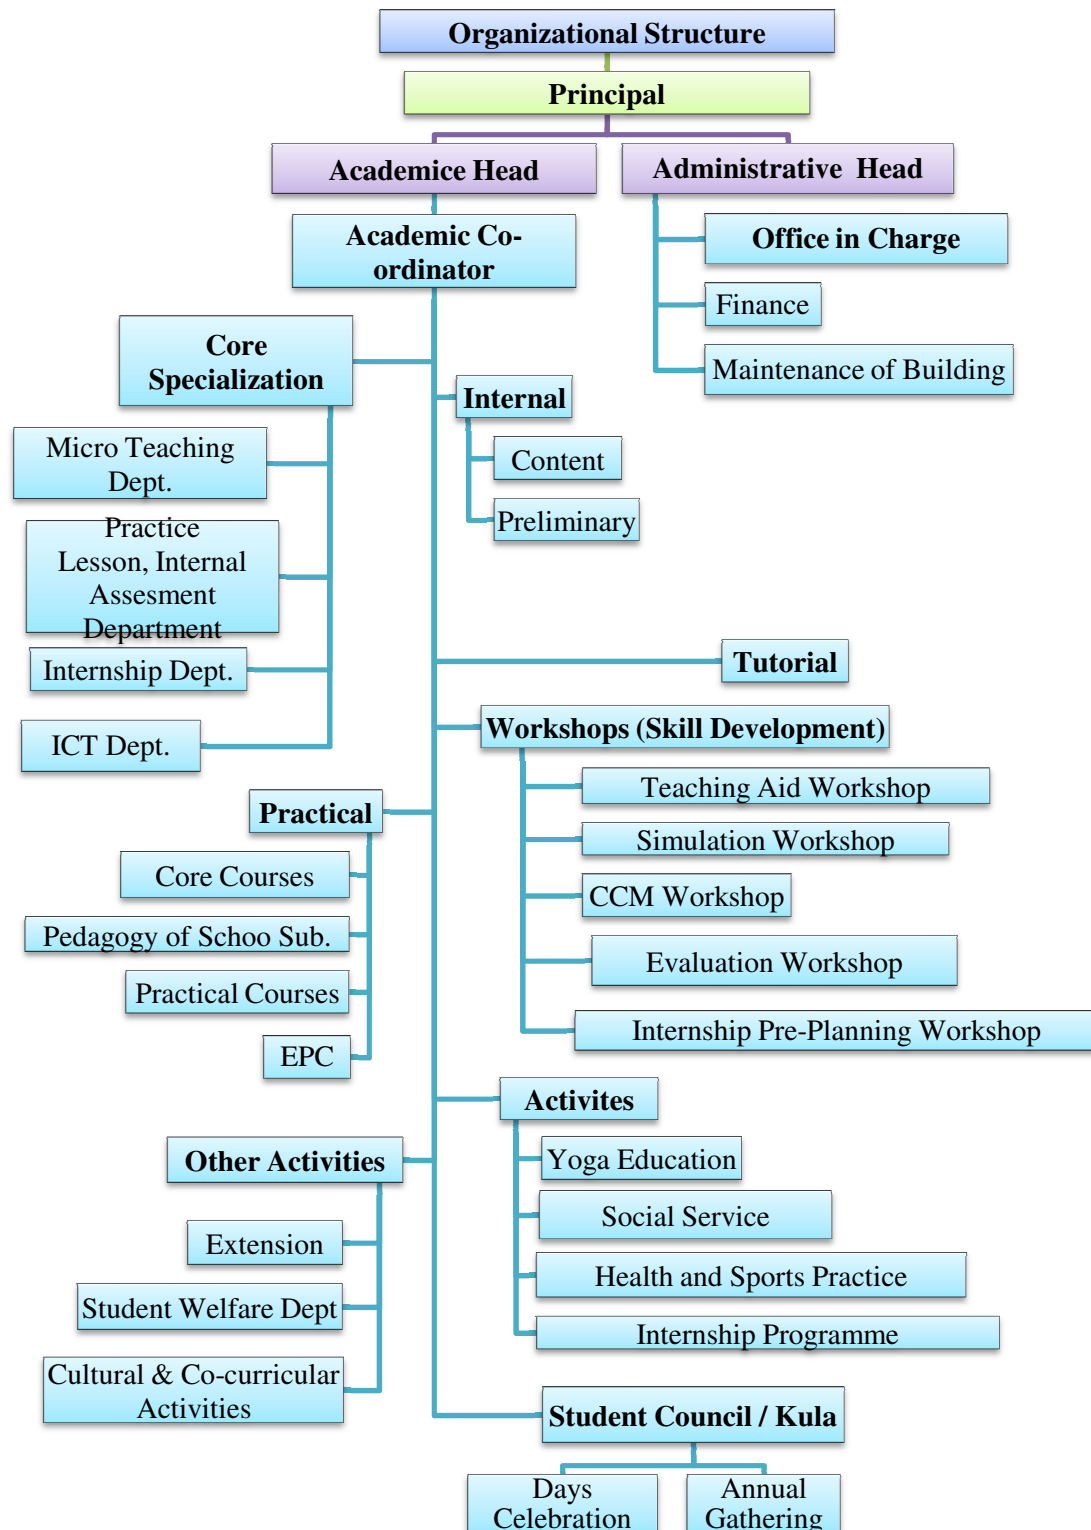 Organizational Structure
Principal
Academice Head
Administrative Head
Academic Co-
ordinator
Office in Charge
Finance
Maintenance of Building
Core
Specialization
Micro Teaching
Dept.
Practice
Lesson, Internal
Assesment
Department
Internship Dept.
ICT Dept.
Internal
Content
Preliminary
Tutorial
Workshops (Skill Development)
Teaching Aid Workshop
Simulation Workshop
CCM Workshop
Evaluation Workshop
Internship Pre-Planning Workshop
Practical
Core Courses
Pedagogy of Schoo Sub.
Practical Courses
EPC
Activites
Yoga Education
Social Service
Health and Sports Practice
Internship Programme
Other Activities
Extension
Student Welfare Dept
Cultural & Co-curricular
Activities
Student Council / Kula
Days
Celebration
Annual
Gathering